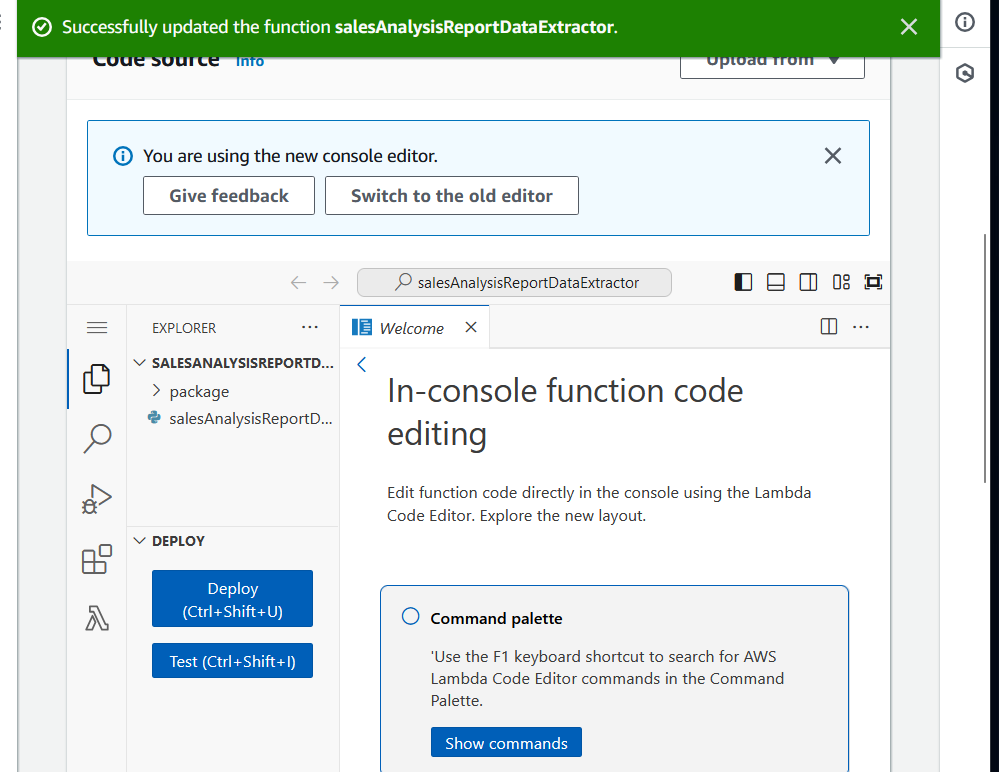 Successfully updated the function salesAnalysisReportDataExtractor.
Code source Info
Upload from
You are using the new console editor.
Give feedback
Switch to the old editor
salesAnalysisReportDataExtractor
EXPLORER
SALESANALYSISREPORTD...
package
salesAnalysisReportD...
DEPLOY
Deploy
(Ctrl+Shift+U)
Test (Ctrl+Shift+I)
Welcome
In-console function code
editing
Edit function code directly in the console using the Lambda
Code Editor. Explore the new layout.
Command palette
'Use the F1 keyboard shortcut to search for AWS
Lambda Code Editor commands in the Command
Palette.
Show commands